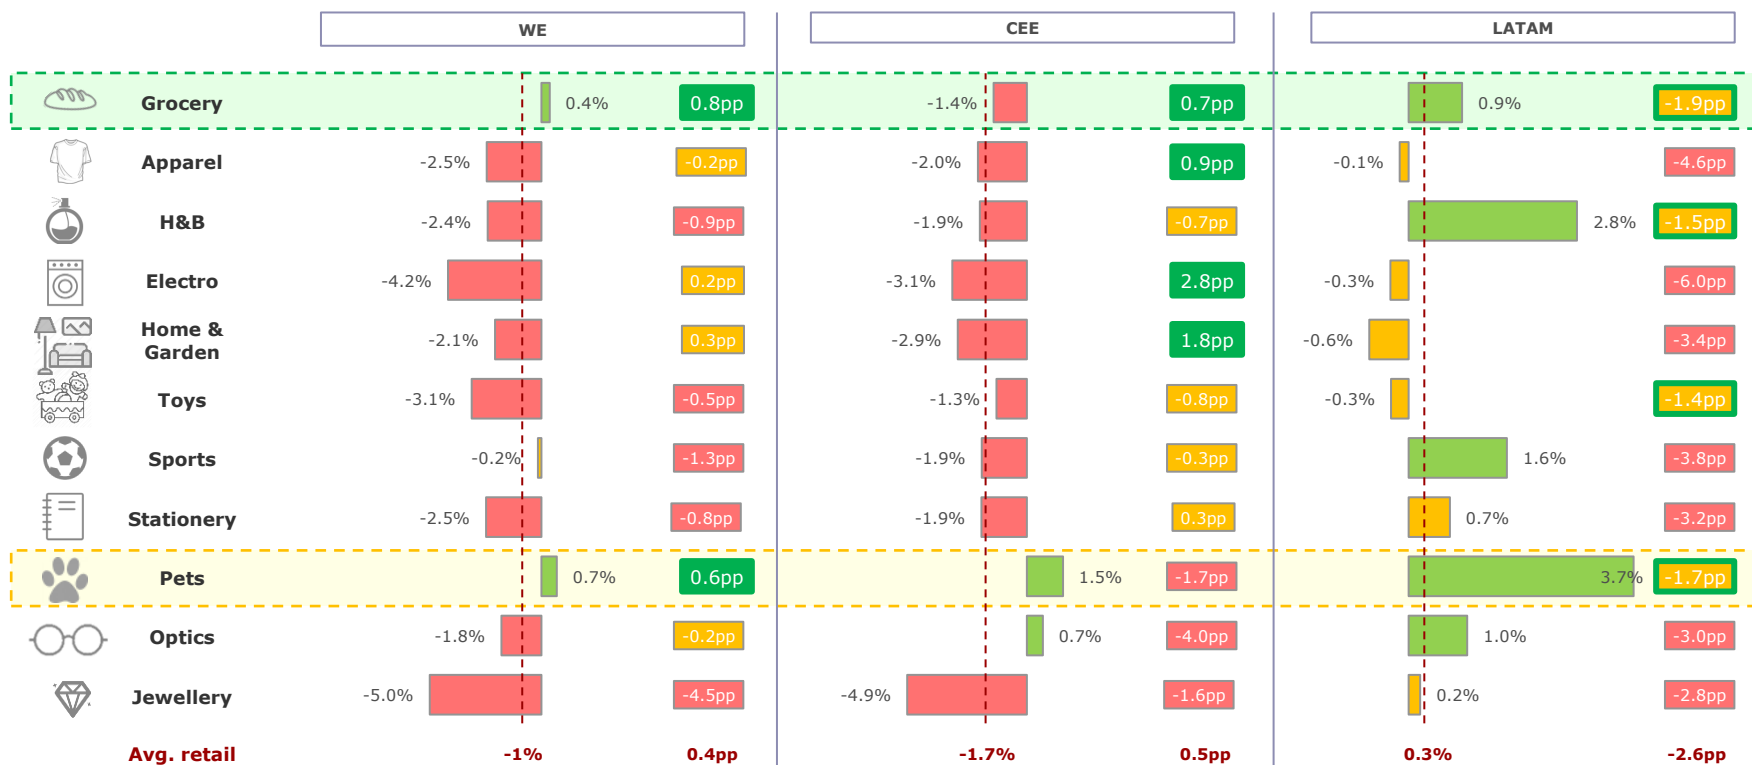 WE
CEE
LATAM
Grocery
0.4%
0.8pp
-1.4%
0.7pp
0.9%
-1.9pp
Apparel
-2.5%
-0.2pp
-2.0%
0.9pp
-0.1%
-4.6pp
H&B
-2.4%
-0.9pp
-1.9%
-0.7pp
2.8%
-1.5pp
Electro
-4.2%
0.2pp
-3.1%
2.8pp
-0.3%
-6.0pp
Home &
Garden
-2.1%
0.3pp
-2.9%
1.8pp
-0.6%
-3.4pp
Toys
-3.1%
-0.5pp
-1.3%
-0.8pp
-0.3%
-1.4pp
Sports
-0.2%
-1.3pp
-1.9%
-0.3pp
1.6%
-3.8pp
Stationery
-2.5%
-0.8pp
-1.9%
0.3pp
0.7%
-3.2pp
Pets
0.7%
0.6pp
1.5%
-1.7pp
3.7%
-1.7pp
Optics
-1.8%
-0.2pp
0.7%
-4.0pp
1.0%
-3.0pp
Jewellery
-5.0%
-4.5pp
-4.9%
-1.6pp
0.2%
-2.8pp
Avg. retail
-1%
0.4pp
-1.7%
0.5pp
0.3%
-2.6pp